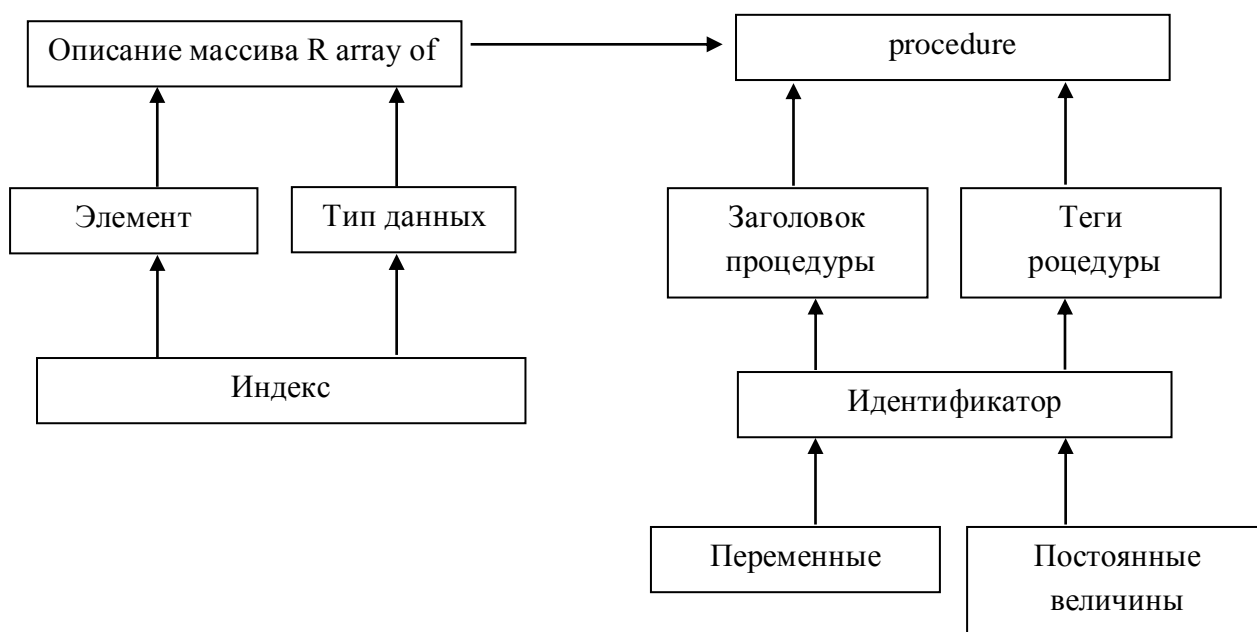 Описание массива R array of
procedure
Элемент
Тип данных
Заголовок
процедуры
Теги
роцедуры
Индекс
Идентификатор
Переменные
Постоянные
величины